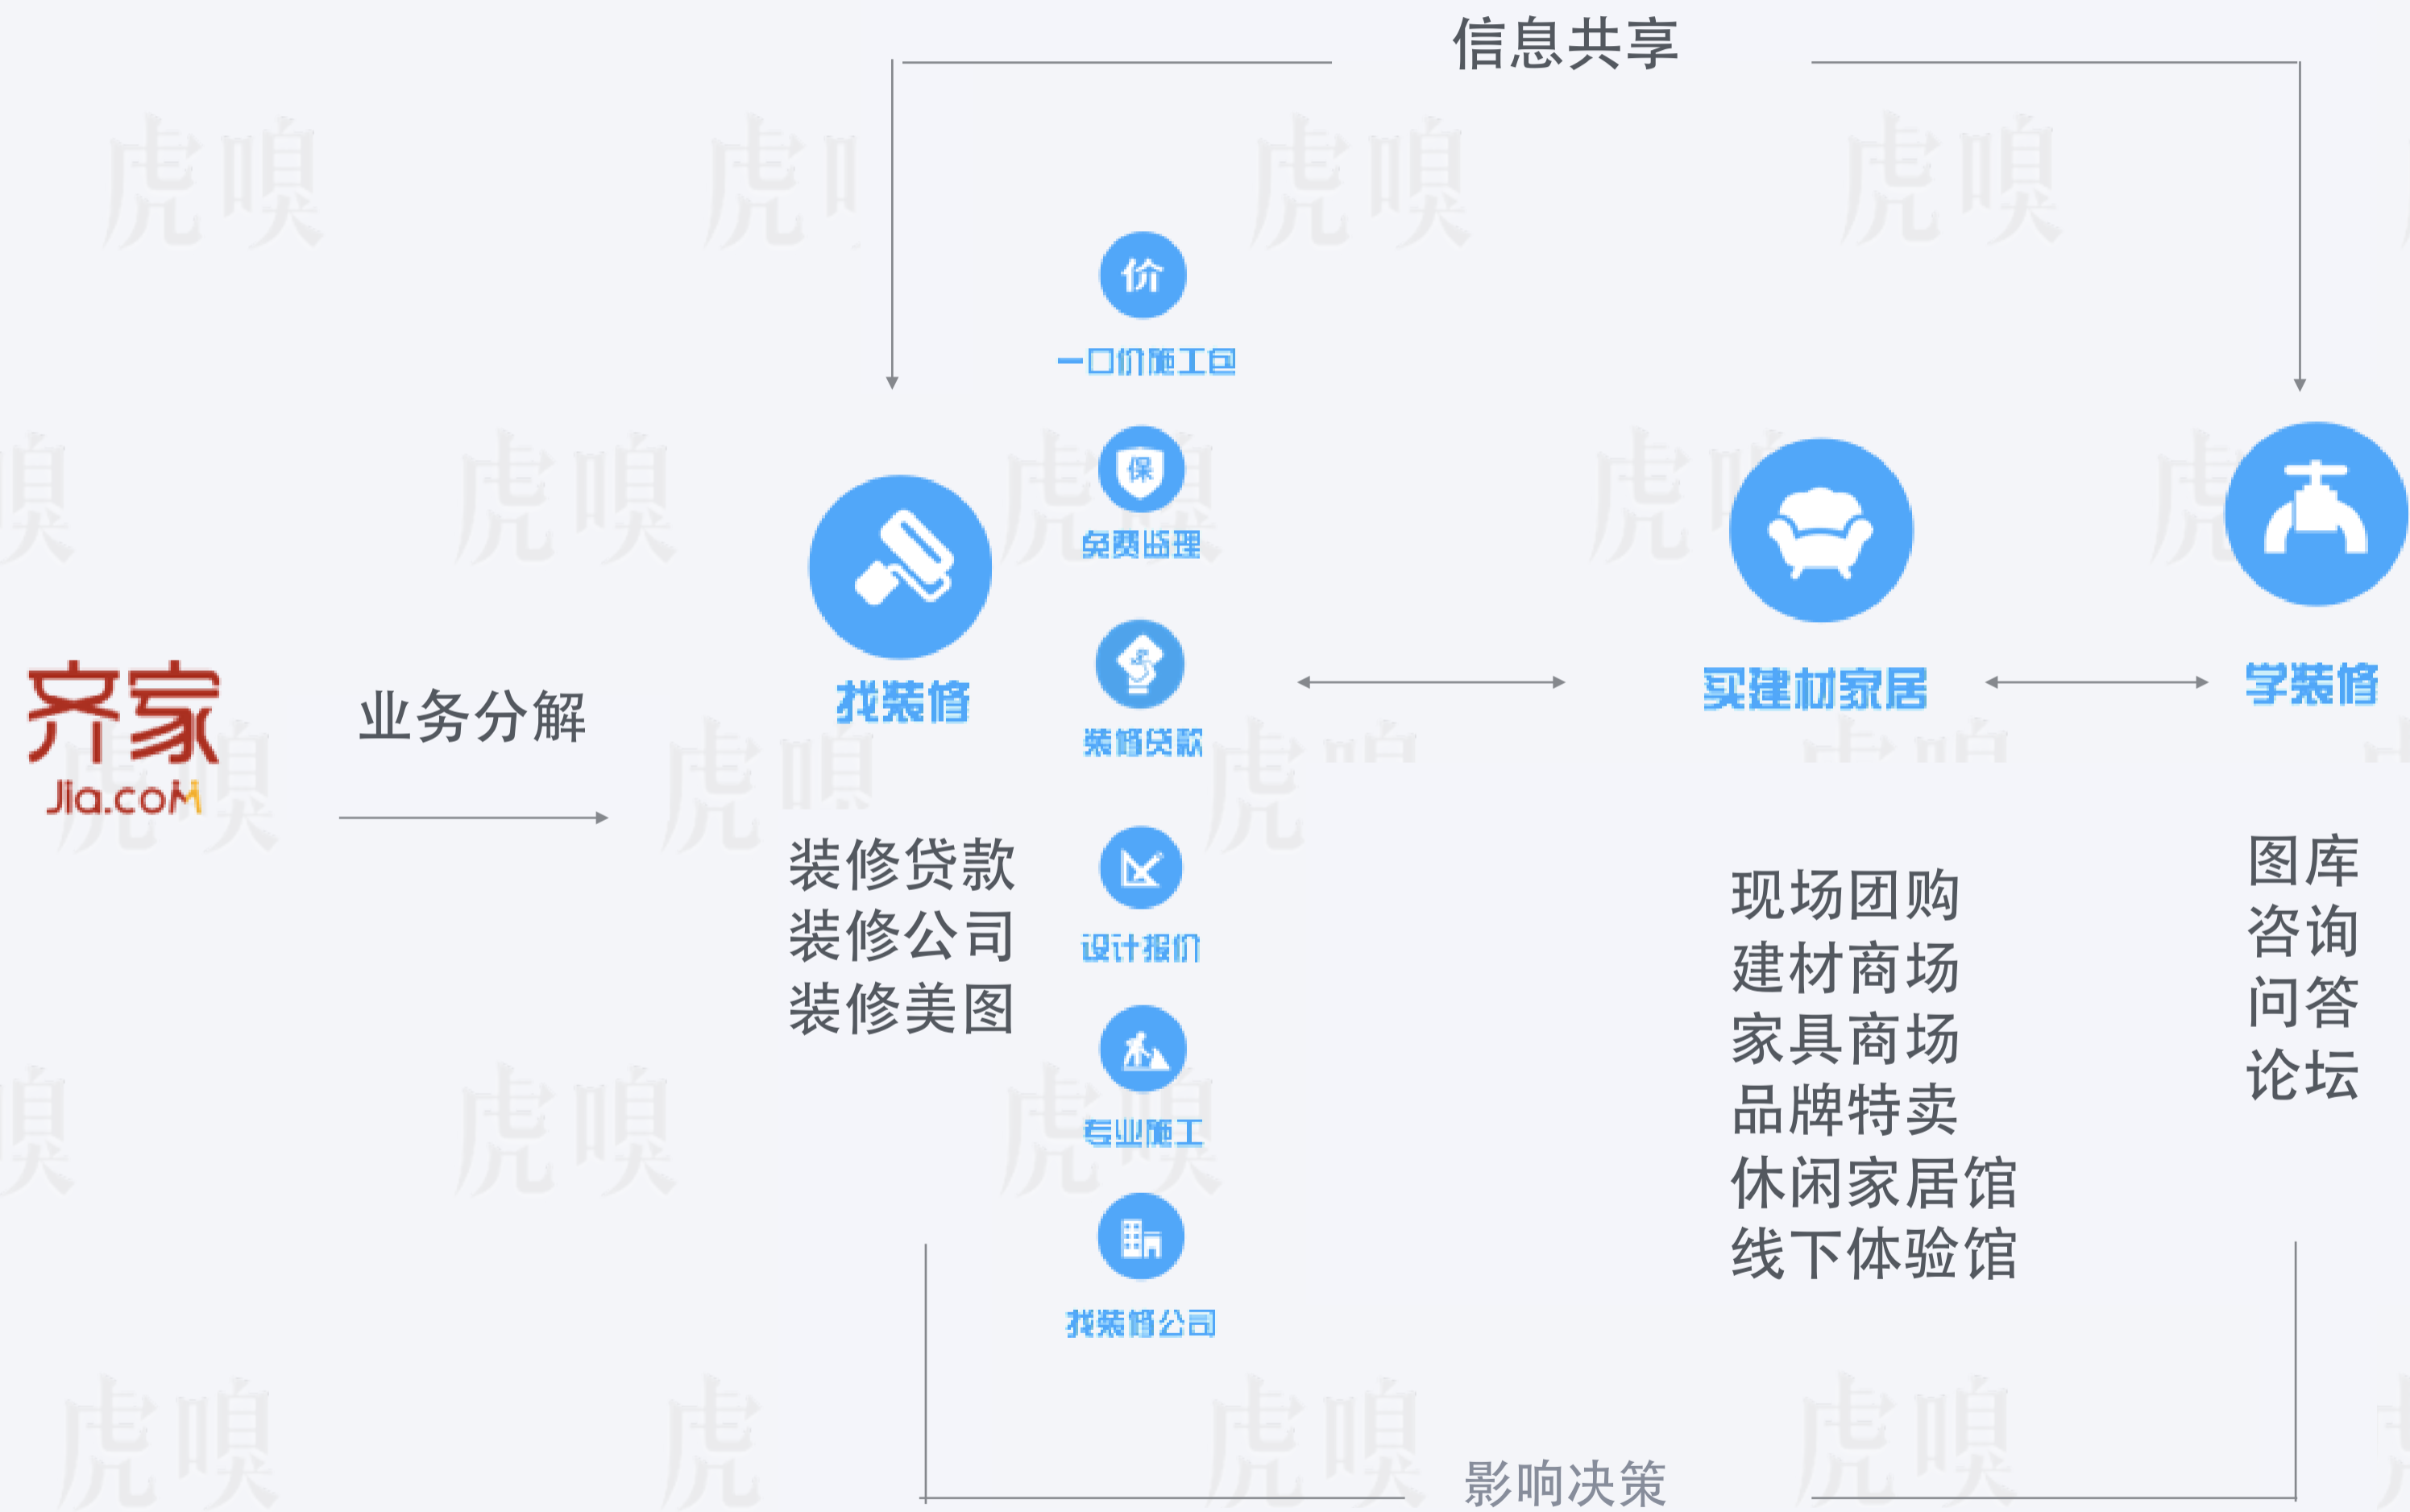 信息共享
齐家
Jia.com
业务分解
找装修
装修贷款
装修公司
装修美图
价
一口价施工包
保
免费监理
装修贷款
设计报价
专业施工
找装修公司
买建材家居
现场团购
建材商场
家具商场
品牌特卖
休闲家居馆
线下体验馆
学装修
图库
咨询
问答
论坛
影响决策
虎嗅